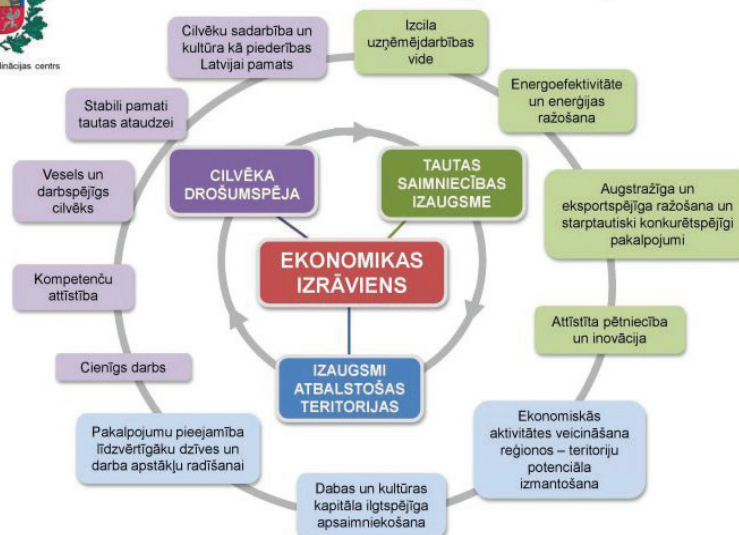 Cilvēku sadarbība un
kultūra kā piederības
Latvijai pamats
Izcila
uzņēmējdarbības
vide
Stabili pamati
tautas ataudzei
Energoefektivitāte
un enerģijas
ražošana
CILVĒKA
DROŠUMSPĒJA
TAUTAS
SAIMNIECĪBAS
IZAUGSME
Vesels un
darbspējīgs
cilvēks
Augstražīga un
eksportspējīga ražošana un
starptautiski konkurētspējīgi
pakalpojumi
EKONOMIKAS
IZRĀVIENS
Kompetenču
attīstība
Attīstīta pētniecība
un inovācija
Cienīgs darbs
IZAUGSMI
ATBALSTOŠAS
TERITORIJAS
Pakalpojumu pieejamība
līdzvērtīgāku dzīves un
darba apstākļu radīšanai
Ekonomiskās
aktivitātes veicināšana
reģionos – teritoriju
potenciāla
izmantošana
Dabas un kultūras
kapitāla ilgtspējīga
apsaimniekošana
centrs